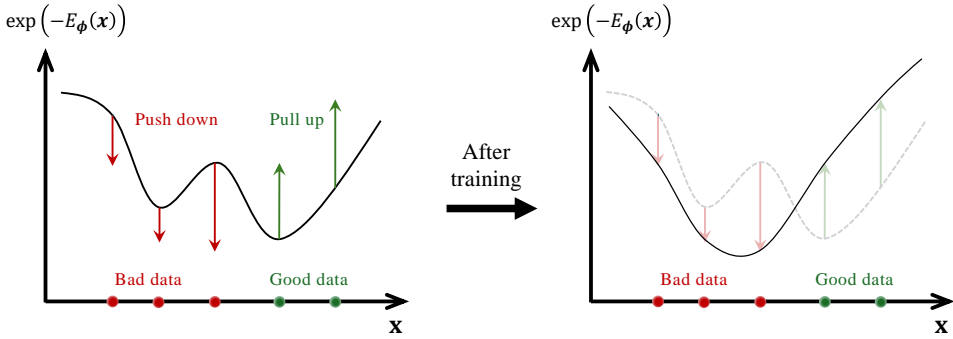 exp (−E_ϕ(x))
Push down
Pull up
Bad data
Good data
x
After
training
exp (−E_ϕ(x))
Bad data
Good data
x